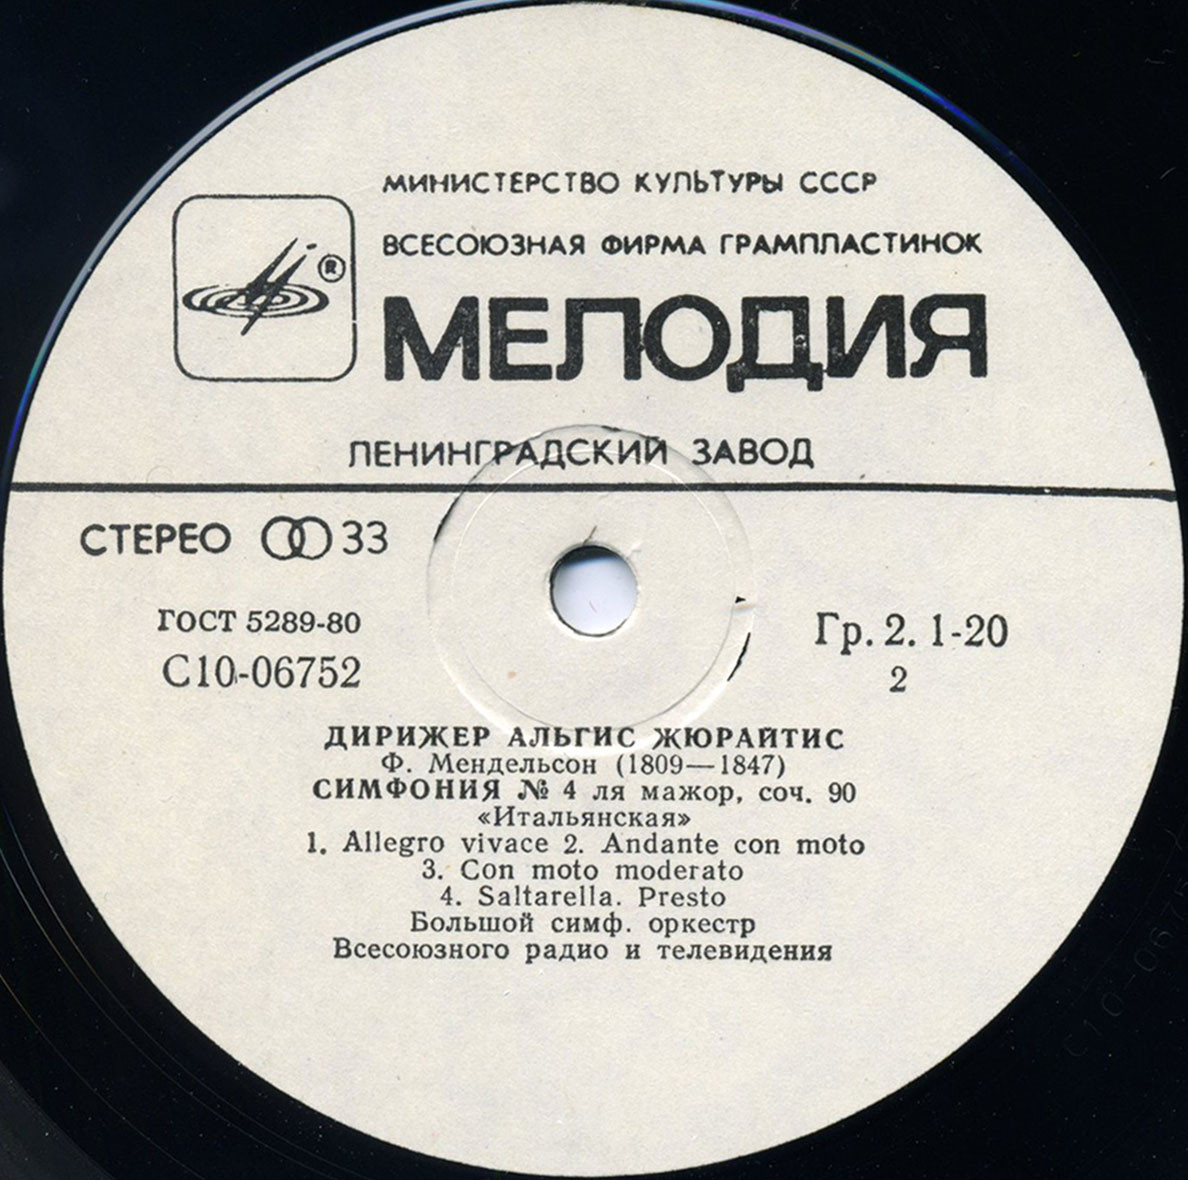 МИНИСТЕРСТВО КУЛЬТУРЫ СССР
ВСЕСОЮЗНАЯ ФИРМА ГРАМПЛАСТИНОК
®
МЕЛОДИЯ
ЛЕНИНГРАДСКИЙ ЗАВОД
СТЕРЕО 33
ГОСТ 5289-80
С10-06752
Гр. 2. 1-20
2
ДИРИЖЕР АЛЬГИС ЖЮРАЙТИС
Ф. Мендельсон (1809—1847)
СИМФОНИЯ № 4 ля мажор, соч. 90
«Итальянская»
1. Allegro vivace 2. Andante con moto
3. Con moto moderato
4. Saltarella. Presto
Большой симф. оркестр
Всесоюзного радио и телевидения